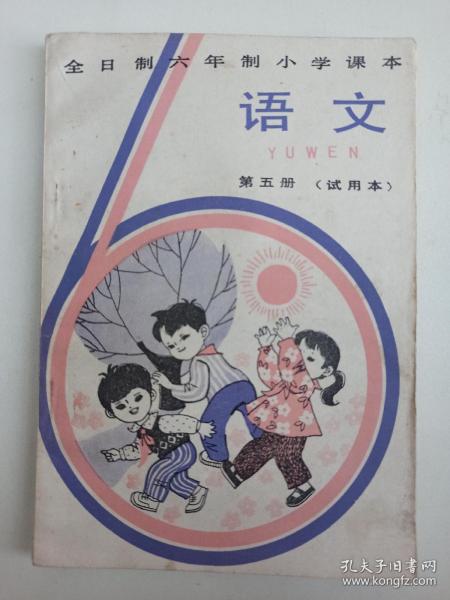 全日制六年制小学课本
语文
YUWEN
第五册（试用本）
孔夫子旧书网
www.kongfz.com